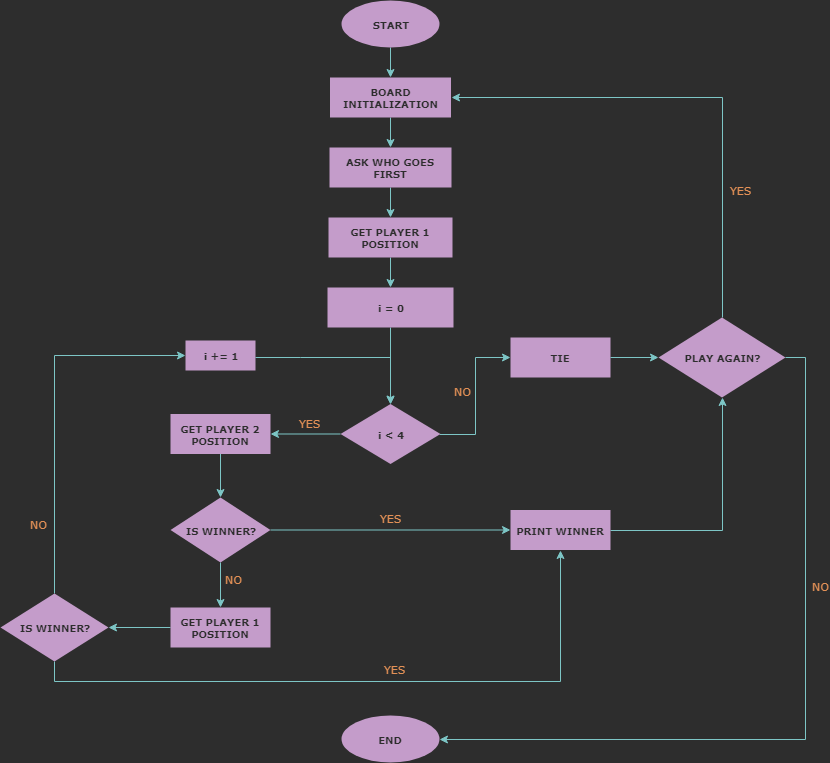 START
BOARD
INITIALIZATION
ASK WHO GOES
FIRST
YES
GET PLAYER 1
POSITION
i = 0
i += 1
TIE
PLAY AGAIN?
NO
YES
GET PLAYER 2
POSITION
i < 4
NO
YES
IS WINNER?
PRINT WINNER
NO
NO
GET PLAYER 1
POSITION
IS WINNER?
YES
END